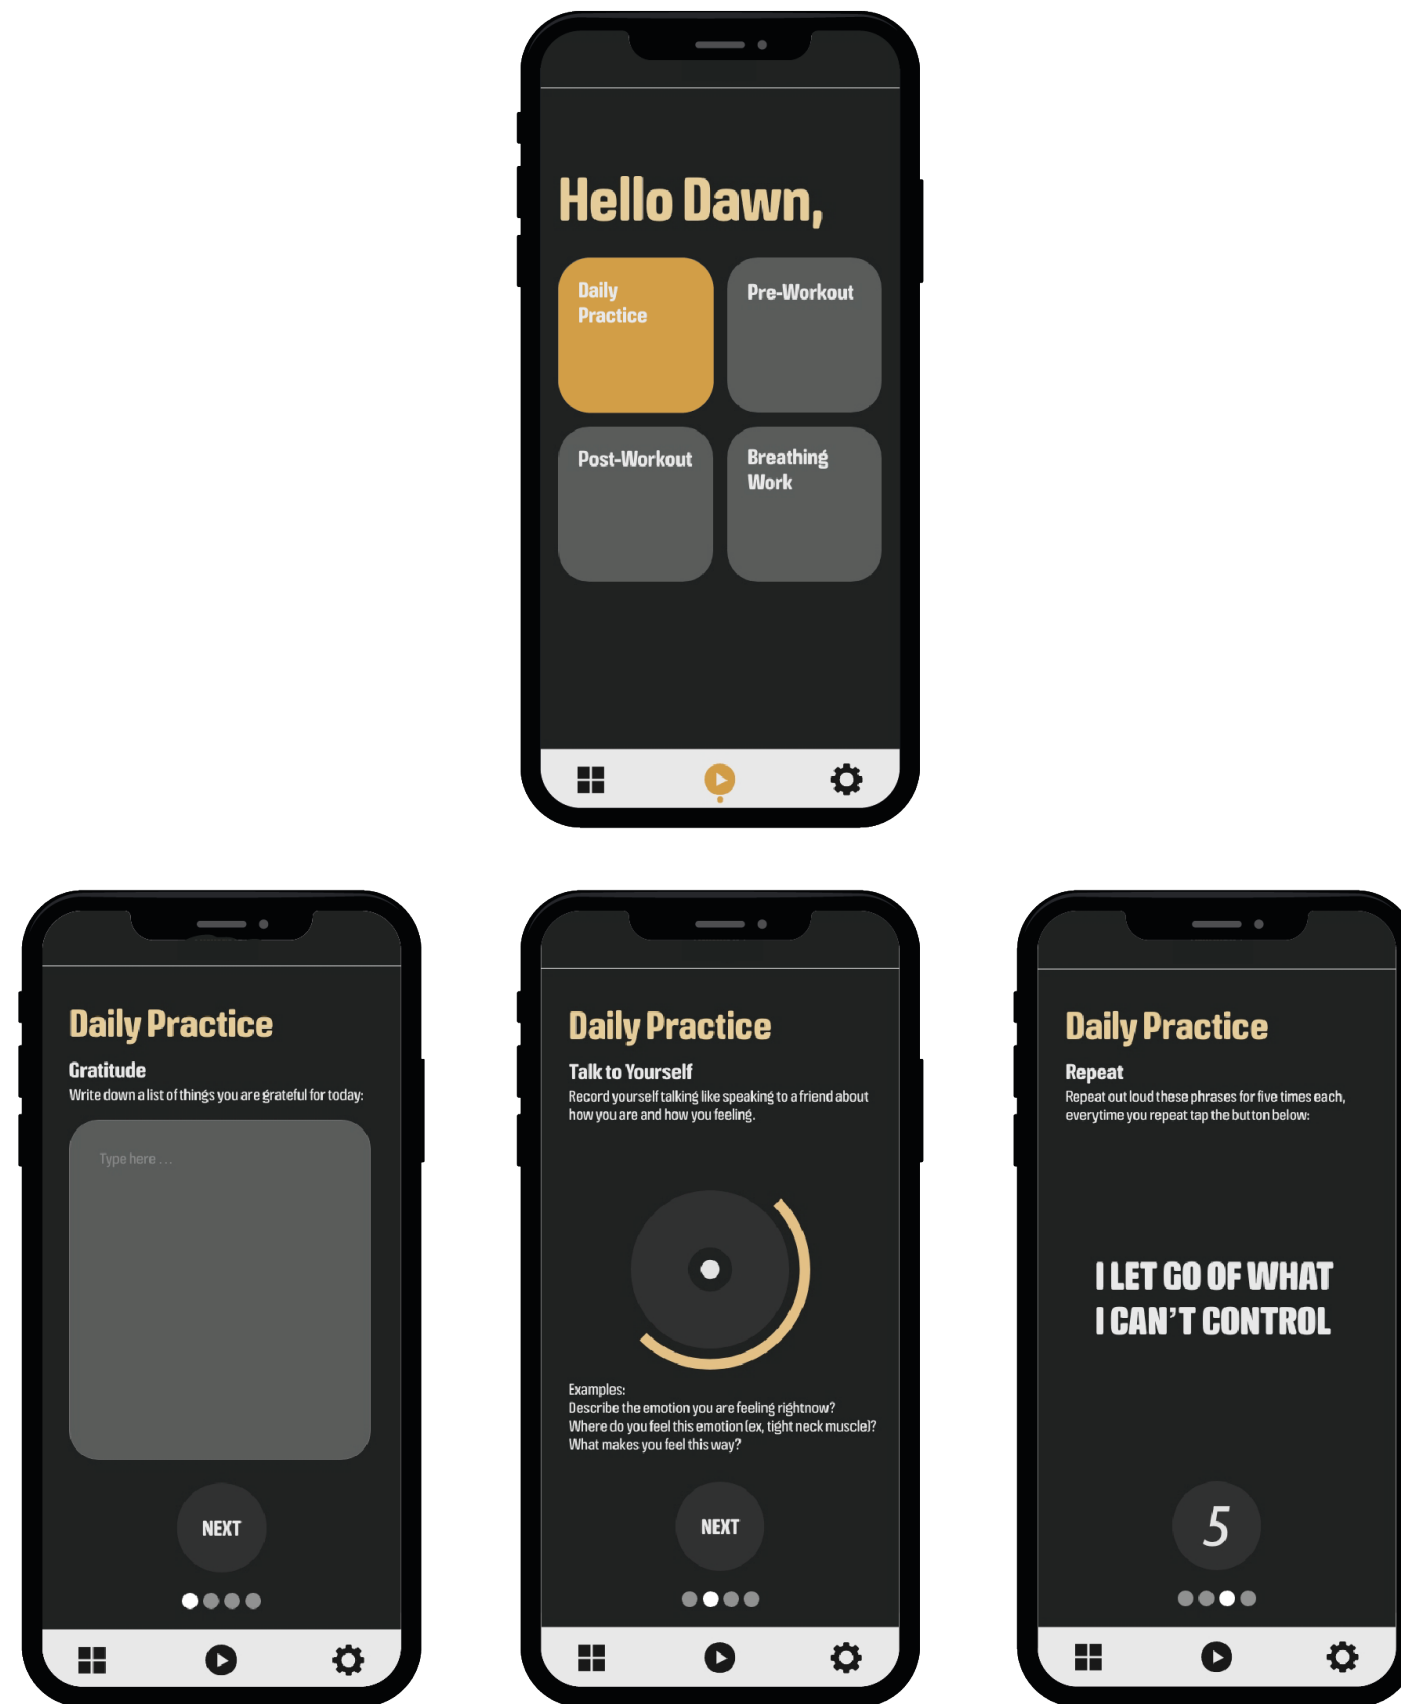 Hello Dawn,
Daily
Practice
Pre-Workout
Post-Workout
Breathing
Work
Daily Practice
Gratitude
Write down a list of things you are grateful for today:
Type here ...
NEXT
Daily Practice
Talk to Yourself
Record yourself talking like speaking to a friend about
how you are and how you feeling.
Examples:
Describe the emotion you are feeling rightnow?
Where do you feel this emotion (ex, tight neck muscle)?
What makes you feel this way?
NEXT
Daily Practice
Repeat
Repeat out loud these phrases for five times each,
everytime you repeat tap the button below:
I LET GO OF WHAT
I CAN'T CONTROL
5